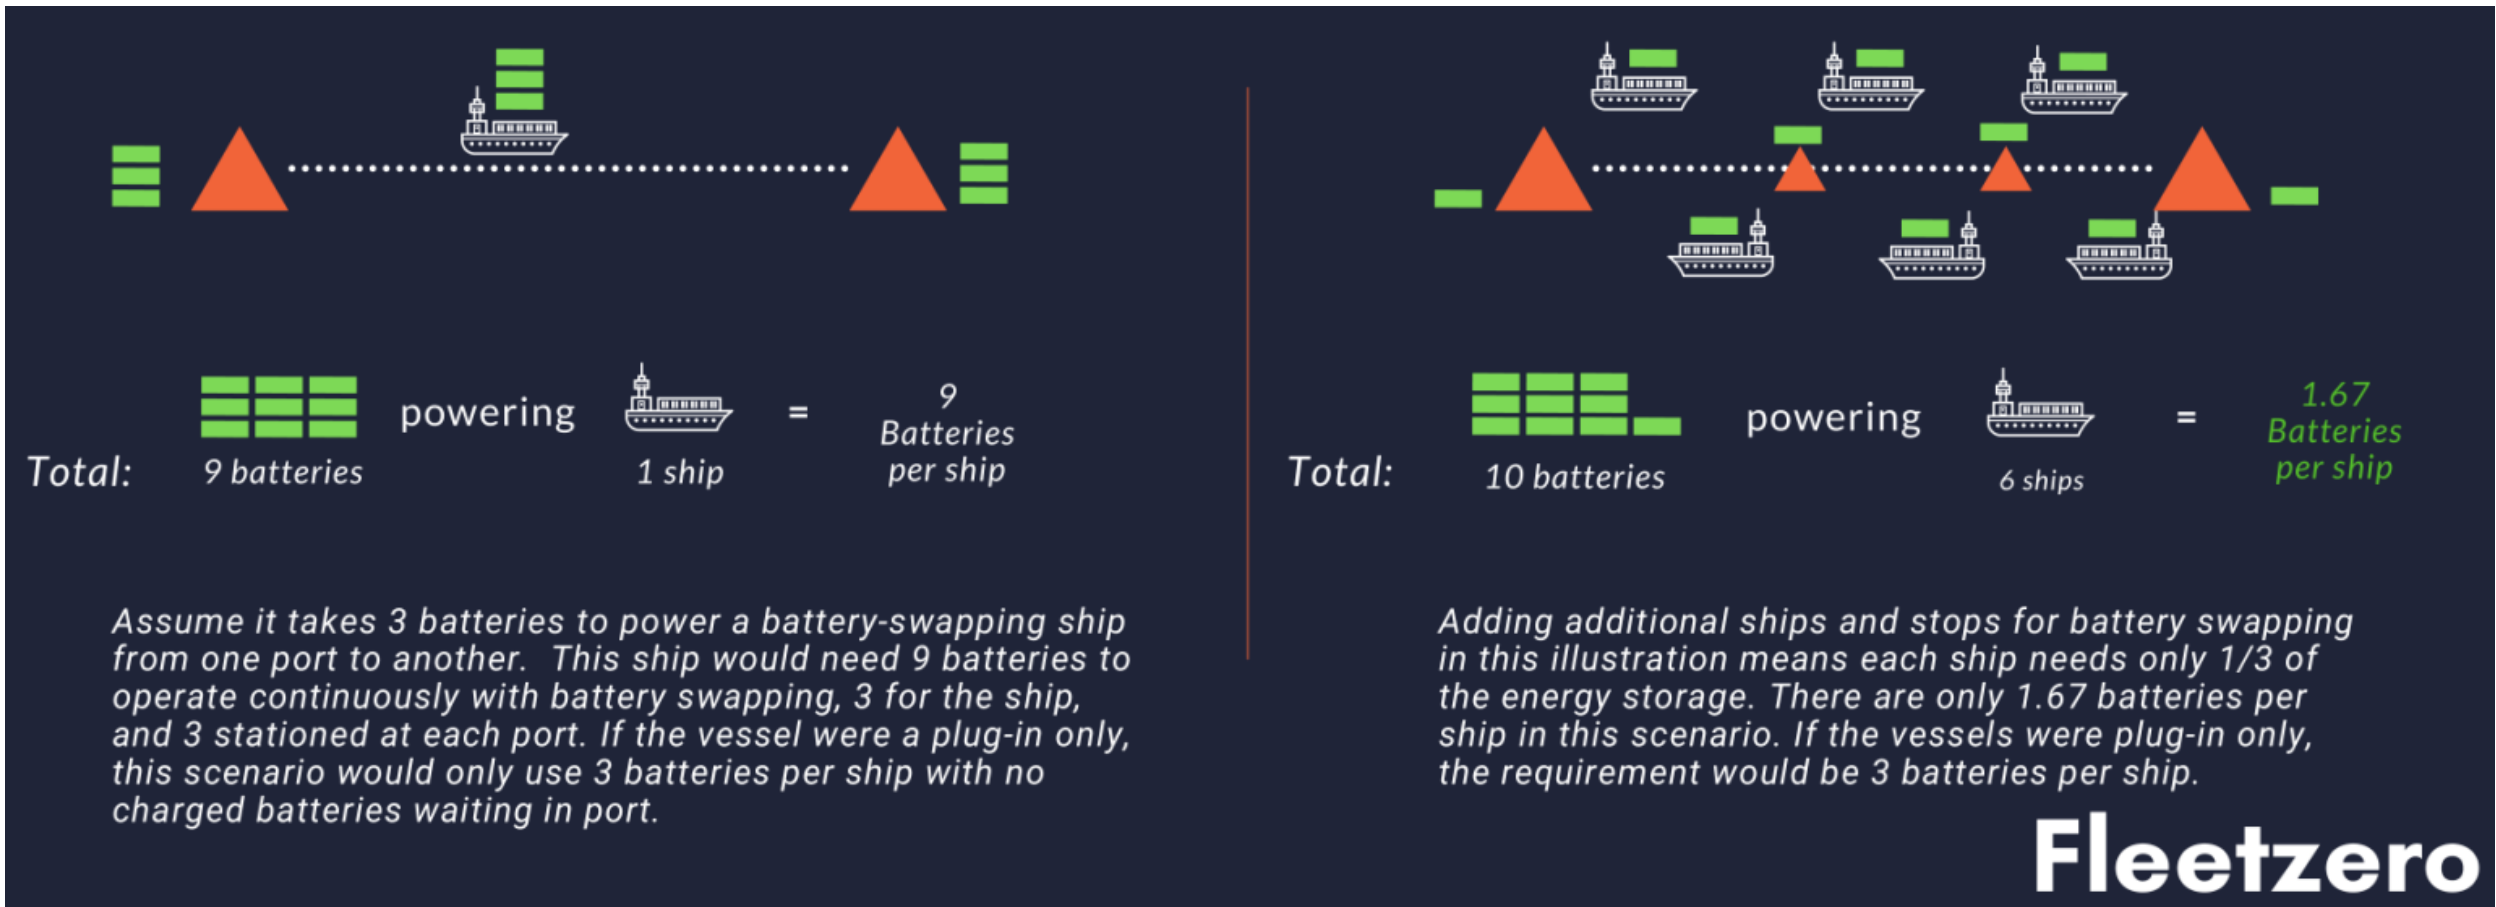 Total:
9 batteries
powering
1 ship
=
9
Batteries
per ship
Assume it takes 3 batteries to power a battery-swapping ship
from one port to another. This ship would need 9 batteries to
operate continuously with battery swapping, 3 for the ship,
and 3 stationed at each port. If the vessel were a plug-in only,
this scenario would only use 3 batteries per ship with no
charged batteries waiting in port.
Total:
10 batteries
powering
6 ships
=
1.67
Batteries
per ship
Adding additional ships and stops for battery swapping
in this illustration means each ship needs only 1/3 of
the energy storage. There are only 1.67 batteries per
ship in this scenario. If the vessels were plug-in only,
the requirement would be 3 batteries per ship.
Fleetzero